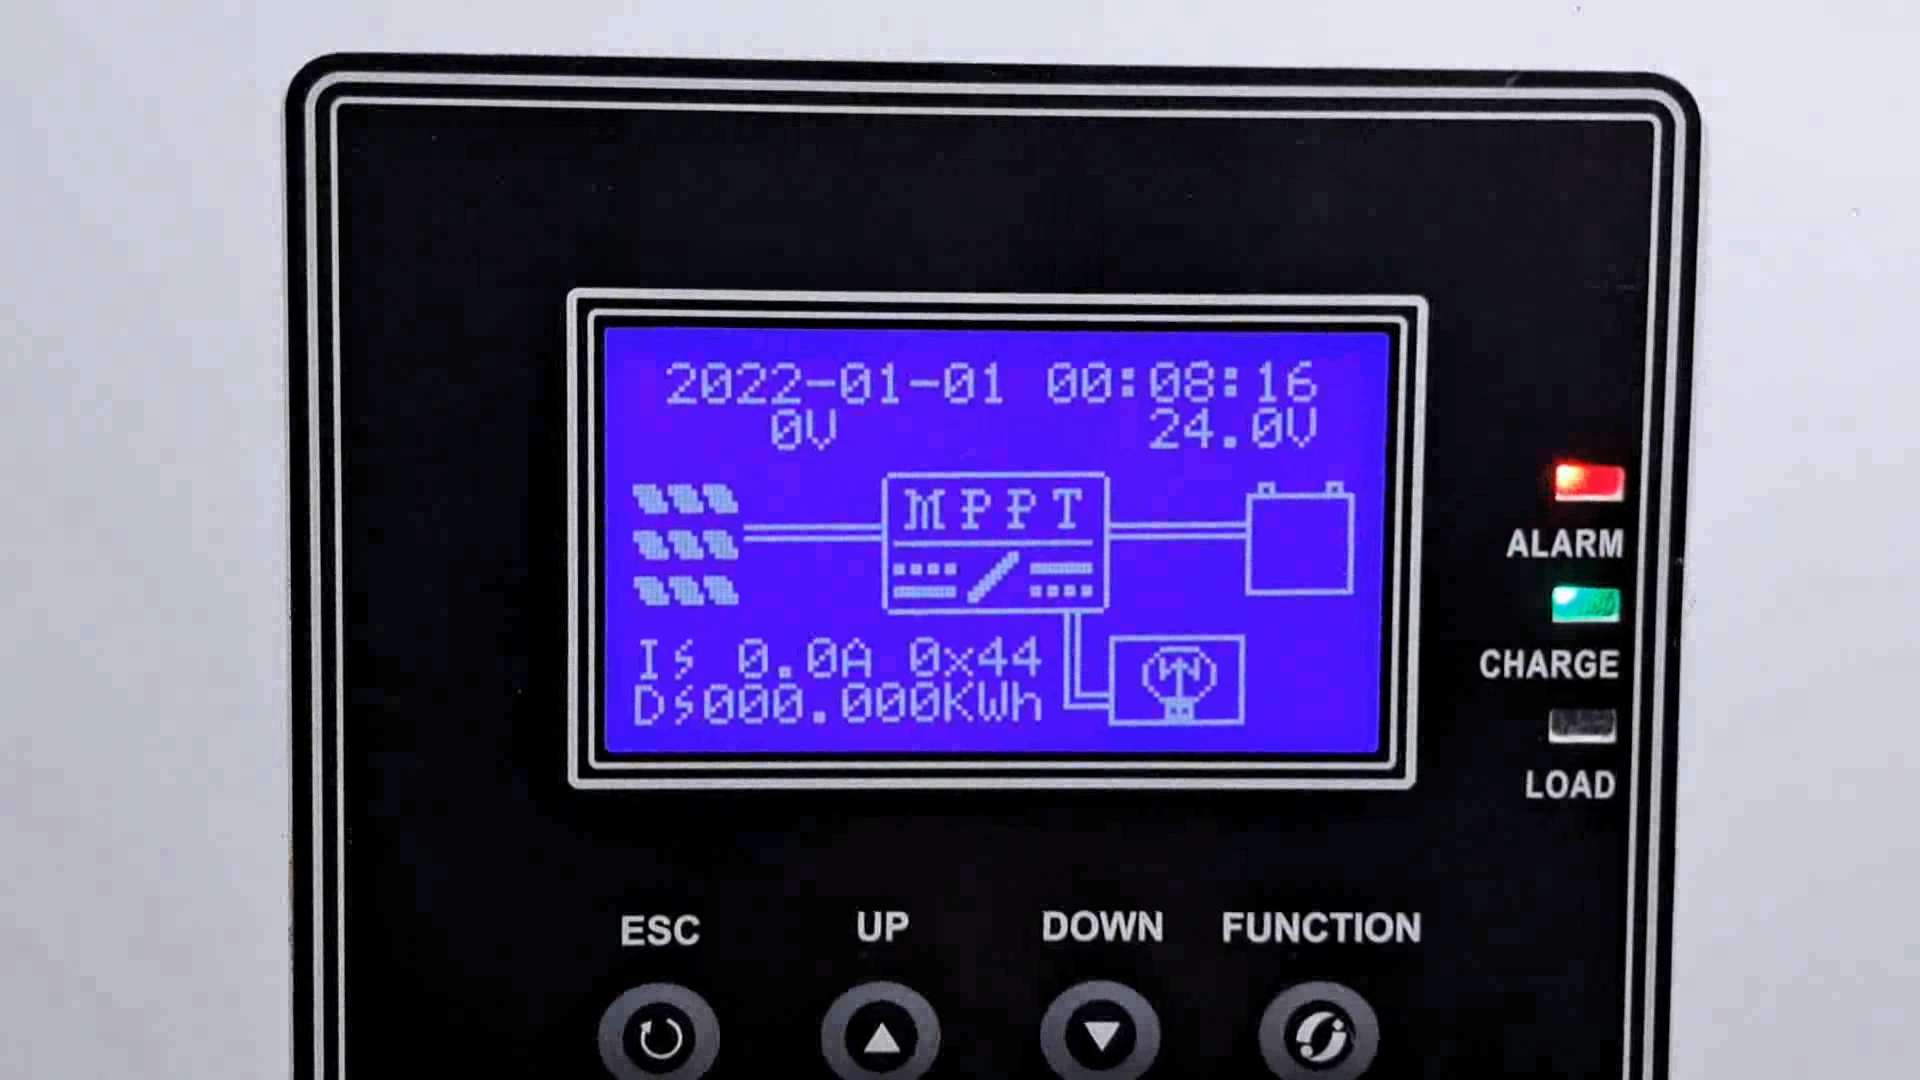 2022-01-01 00:08:16
0V 24.0V
MPPT
I⚡ 0.0A 0x44
D⚡000.000KWh
ALARM
CHARGE
LOAD
ESC UP DOWN FUNCTION